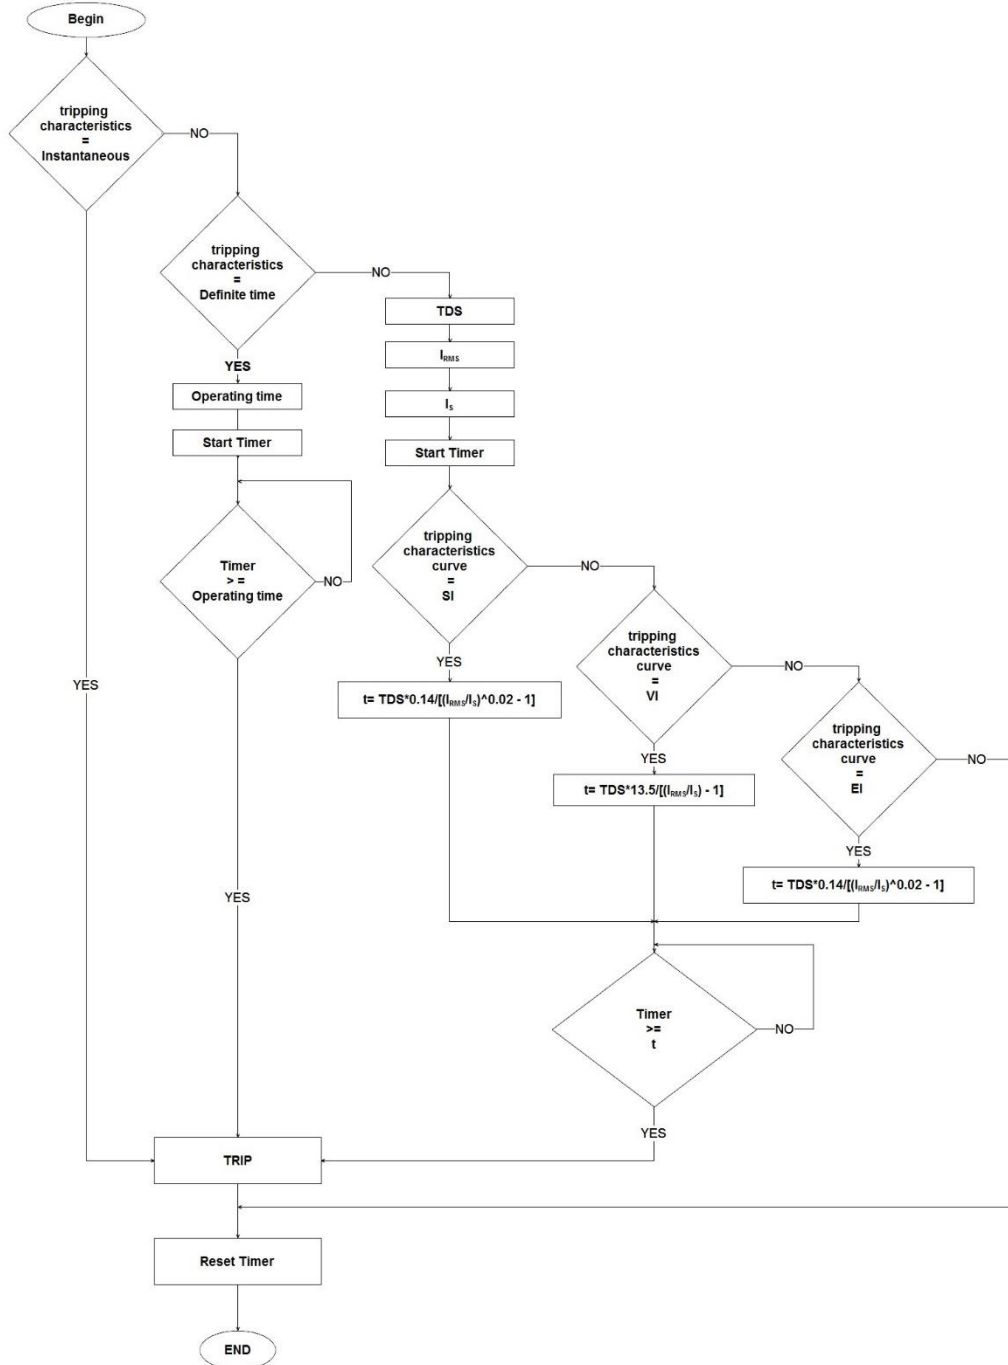 Begin
tripping
characteristics
=
Instantaneous
NO
tripping
characteristics
=
Definite time
NO
TDS
I_RMS
I_s
Start Timer
YES
Operating time
Start Timer
Timer
> =
Operating time
NO
tripping
characteristics
curve
=
SI
NO
YES
t= TDS*0.14/[(I_RMS/I_s)^0.02 - 1]
tripping
characteristics
curve
=
VI
NO
YES
t= TDS*13.5/[(I_RMS/I_s) - 1]
tripping
characteristics
curve
=
EI
NO
YES
t= TDS*0.14/[(I_RMS/I_s)^0.02 - 1]
YES
YES
Timer
>=
t
NO
YES
TRIP
Reset Timer
END